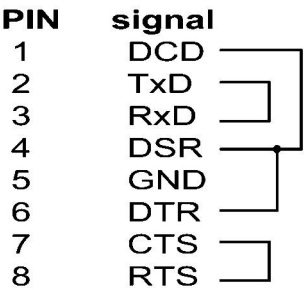 PIN signal
1 DCD
2 TxD
3 RxD
4 DSR
5 GND
6 DTR
7 CTS
8 RTS